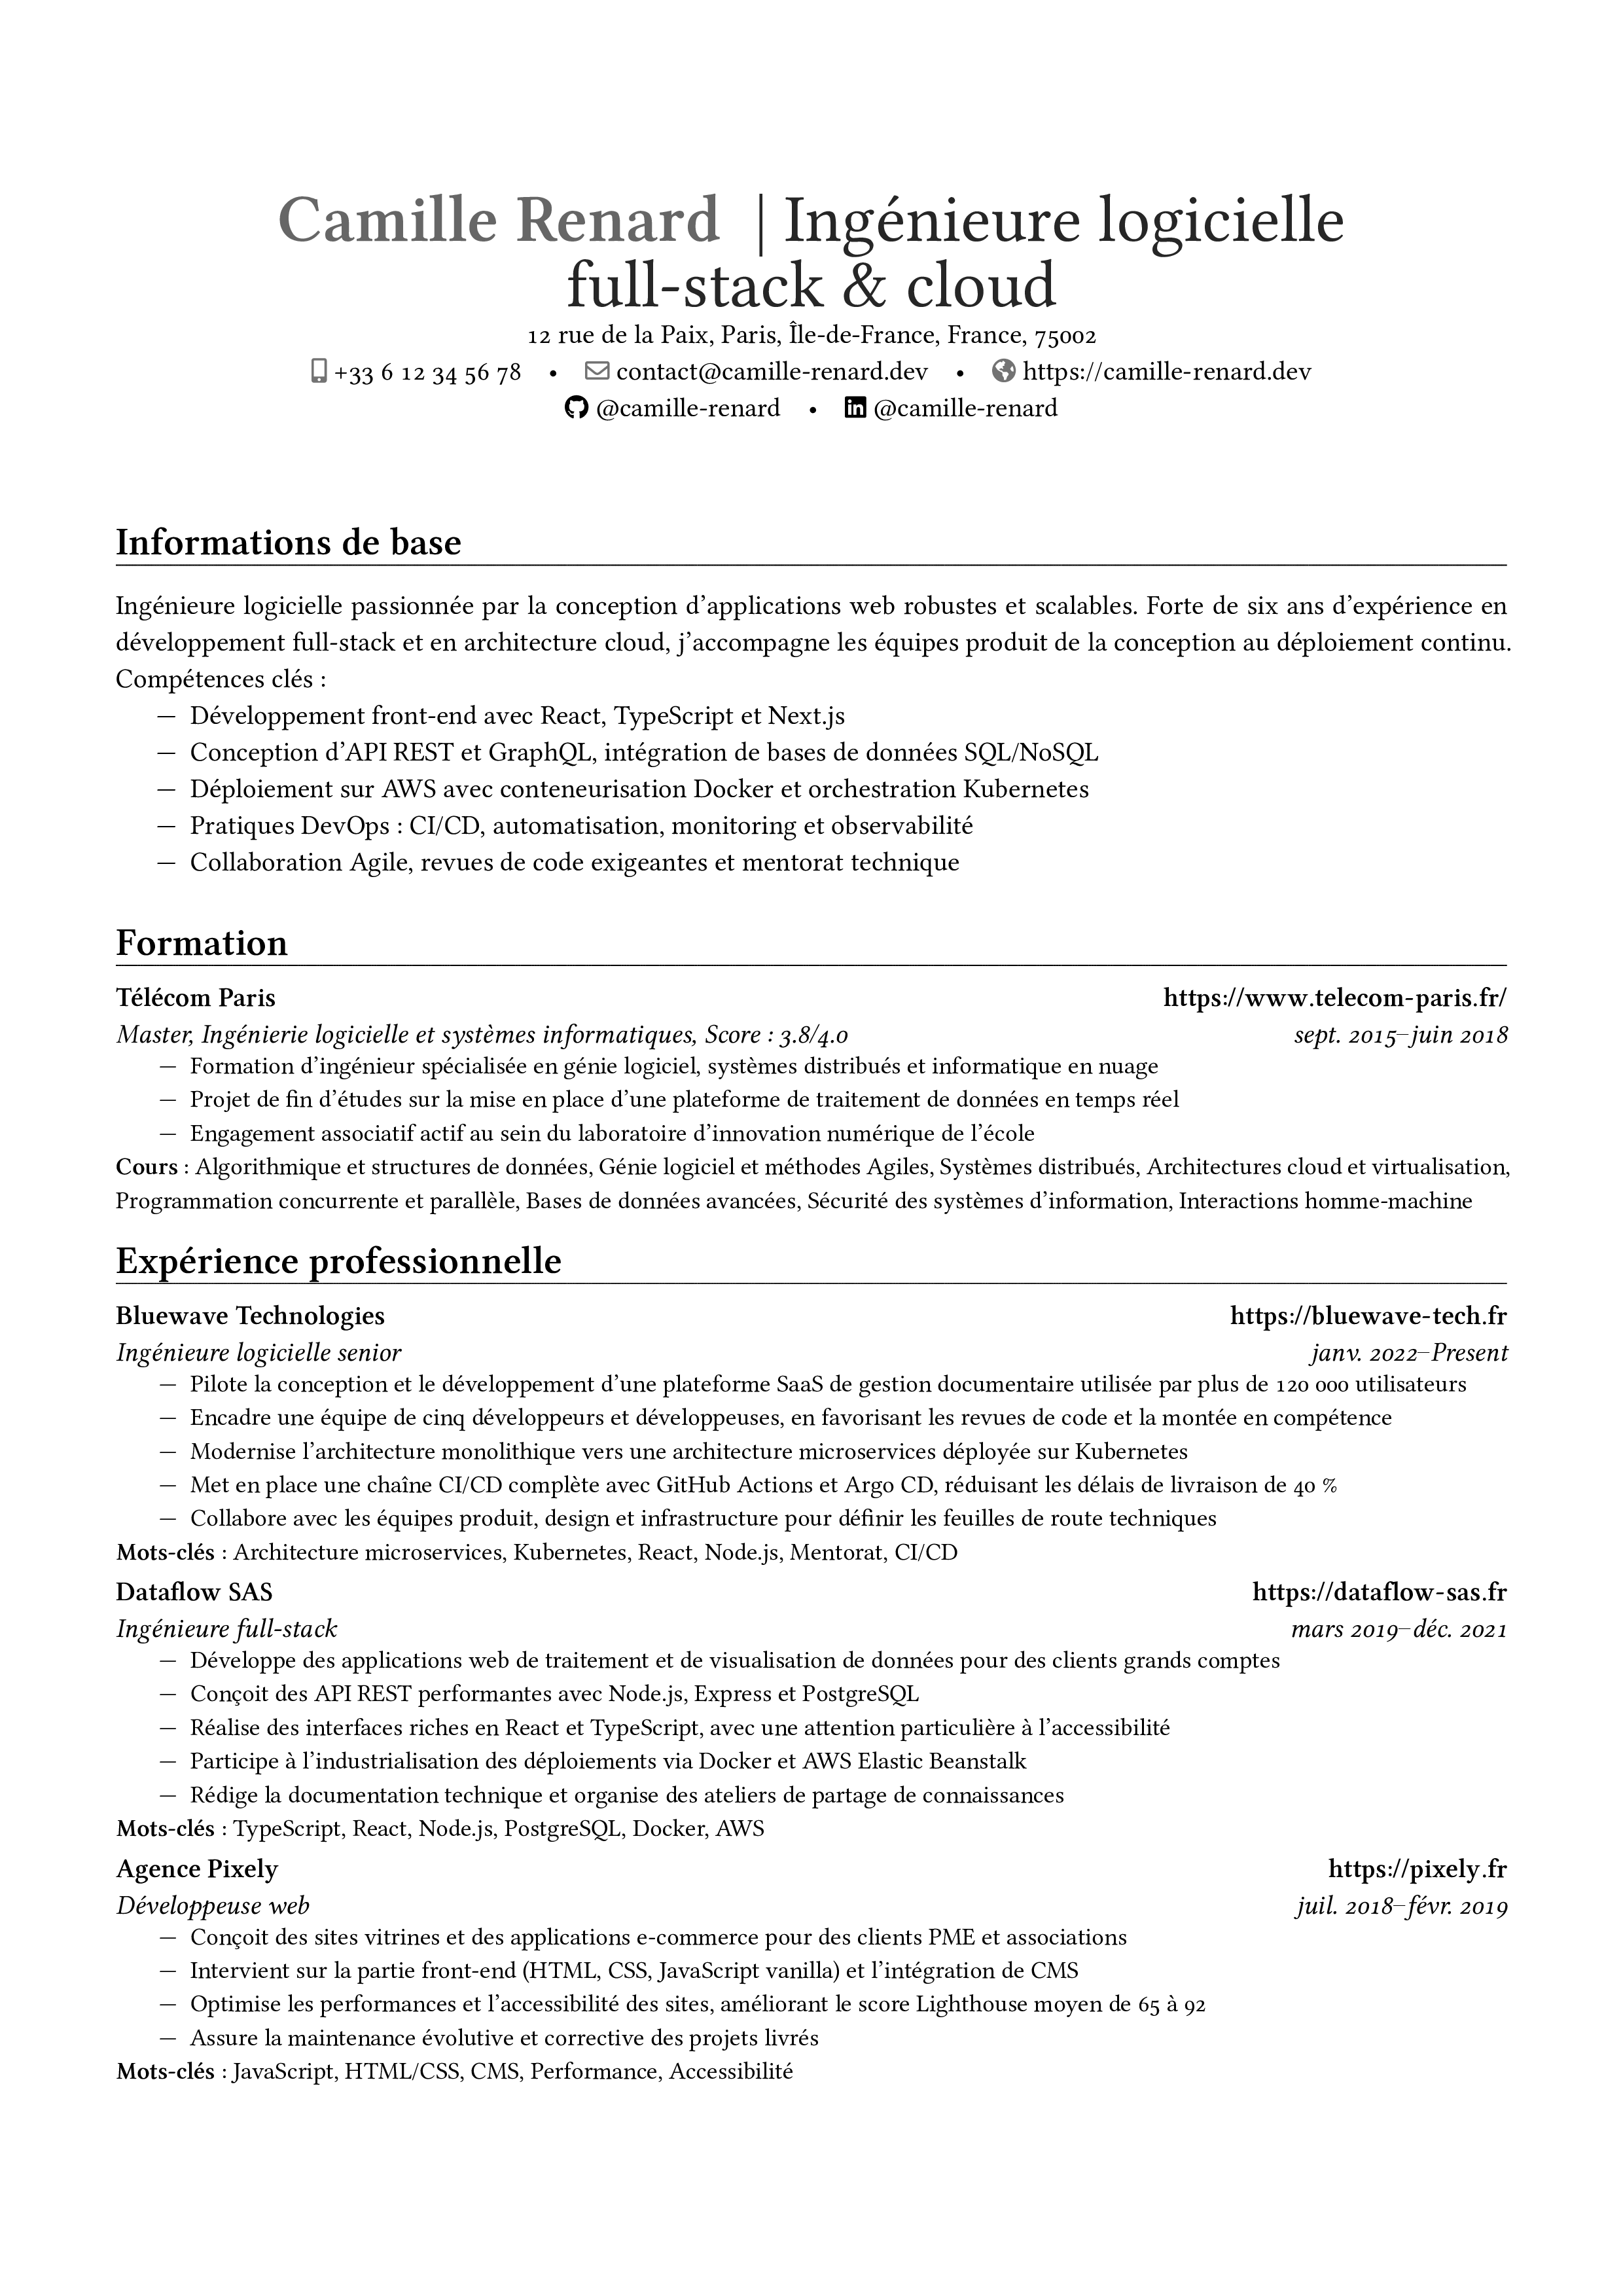 Camille Renard | Ingénieure logicielle
full-stack & cloud
12 rue de la Paix, Paris, Île-de-France, France, 75002
+33 6 12 34 56 78 • contact@camille-renard.dev • https://camille-renard.dev
@camille-renard • @camille-renard
Informations de base
Ingénieure logicielle passionnée par la conception d’applications web robustes et scalables. Forte de six ans d’expérience en
développement full-stack et en architecture cloud, j’accompagne les équipes produit de la conception au déploiement continu.
Compétences clés :
— Développement front-end avec React, TypeScript et Next.js
— Conception d’API REST et GraphQL, intégration de bases de données SQL/NoSQL
— Déploiement sur AWS avec conteneurisation Docker et orchestration Kubernetes
— Pratiques DevOps : CI/CD, automatisation, monitoring et observabilité
— Collaboration Agile, revues de code exigeantes et mentorat technique
Formation
Télécom Paris https://www.telecom-paris.fr/
Master, Ingénierie logicielle et systèmes informatiques, Score : 3.8/4.0 sept. 2015–juin 2018
— Formation d’ingénieur spécialisée en génie logiciel, systèmes distribués et informatique en nuage
— Projet de fin d’études sur la mise en place d’une plateforme de traitement de données en temps réel
— Engagement associatif actif au sein du laboratoire d’innovation numérique de l’école
Cours : Algorithmique et structures de données, Génie logiciel et méthodes Agiles, Systèmes distribués, Architectures cloud et virtualisation,
Programmation concurrente et parallèle, Bases de données avancées, Sécurité des systèmes d’information, Interactions homme-machine
Expérience professionnelle
Bluewave Technologies https://bluewave-tech.fr
Ingénieure logicielle senior janv. 2022–Present
— Pilote la conception et le développement d’une plateforme SaaS de gestion documentaire utilisée par plus de 120 000 utilisateurs
— Encadre une équipe de cinq développeurs et développeuses, en favorisant les revues de code et la montée en compétence
— Modernise l’architecture monolithique vers une architecture microservices déployée sur Kubernetes
— Met en place une chaîne CI/CD complète avec GitHub Actions et Argo CD, réduisant les délais de livraison de 40 %
— Collabore avec les équipes produit, design et infrastructure pour définir les feuilles de route techniques
Mots-clés : Architecture microservices, Kubernetes, React, Node.js, Mentorat, CI/CD
Dataflow SAS https://dataflow-sas.fr
Ingénieure full-stack mars 2019–déc. 2021
— Développe des applications web de traitement et de visualisation de données pour des clients grands comptes
— Conçoit des API REST performantes avec Node.js, Express et PostgreSQL
— Réalise des interfaces riches en React et TypeScript, avec une attention particulière à l’accessibilité
— Participe à l’industrialisation des déploiements via Docker et AWS Elastic Beanstalk
— Rédige la documentation technique et organise des ateliers de partage de connaissances
Mots-clés : TypeScript, React, Node.js, PostgreSQL, Docker, AWS
Agence Pixely https://pixely.fr
Développeuse web juil. 2018–févr. 2019
— Conçoit des sites vitrines et des applications e-commerce pour des clients PME et associations
— Intervient sur la partie front-end (HTML, CSS, JavaScript vanilla) et l’intégration de CMS
— Optimise les performances et l’accessibilité des sites, améliorant le score Lighthouse moyen de 65 à 92
— Assure la maintenance évolutive et corrective des projets livrés
Mots-clés : JavaScript, HTML/CSS, CMS, Performance, Accessibilité